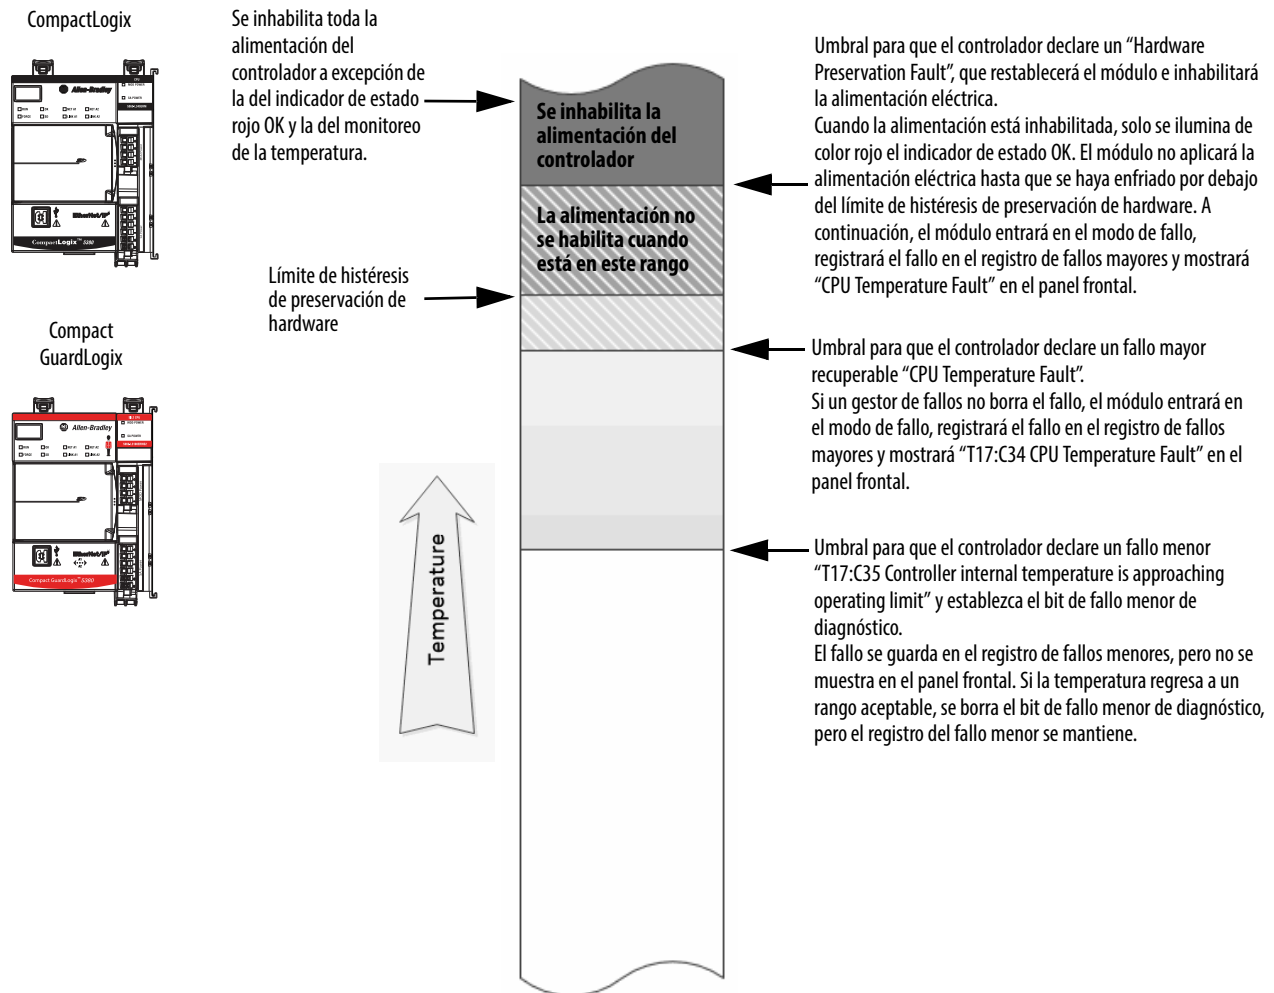 CompactLogix
Allen-Bradley
EtherNet/IP
CompactLogix™ 5380
Compact
GuardLogix
Allen-Bradley
EtherNet/IP
Compact GuardLogix™ 5380
Se inhabilita toda la
alimentación del
controlador a excepción de
la del indicador de estado
rojo OK y la del monitoreo
de la temperatura.
Límite de histéresis
de preservación de
hardware
Temperature
Se inhabilita la
alimentación del
controlador
La alimentación no
se habilita cuando
está en este rango
Umbral para que el controlador declare un “Hardware
Preservation Fault”, que restablecerá el módulo e inhabilitará
la alimentación eléctrica.
Cuando la alimentación está inhabilitada, solo se ilumina de
color rojo el indicador de estado OK. El módulo no aplicará la
alimentación eléctrica hasta que se haya enfriado por debajo
del límite de histéresis de preservación de hardware. A
continuación, el módulo entrará en el modo de fallo,
registrará el fallo en el registro de fallos mayores y mostrará
“CPU Temperature Fault” en el panel frontal.
Umbral para que el controlador declare un fallo mayor
recuperable “CPU Temperature Fault”.
Si un gestor de fallos no borra el fallo, el módulo entrará en
el modo de fallo, registrará el fallo en el registro de fallos
mayores y mostrará “T17:C34 CPU Temperature Fault” en el
panel frontal.
Umbral para que el controlador declare un fallo menor
“T17:C35 Controller internal temperature is approaching
operating limit” y establezca el bit de fallo menor de
diagnóstico.
El fallo se guarda en el registro de fallos menores, pero no se
muestra en el panel frontal. Si la temperatura regresa a un
rango aceptable, se borra el bit de fallo menor de diagnóstico,
pero el registro del fallo menor se mantiene.